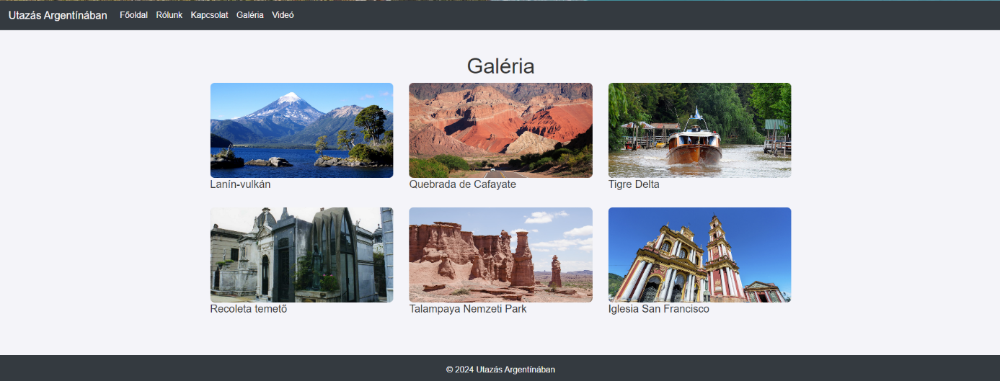 Utazás Argentínában Főoldal Rólunk Kapcsolat Galéria Videó
Galéria
Lanín-vulkán Quebrada de Cafayate Tigre Delta
Recoleta temető Talampaya Nemzeti Park Iglesia San Francisco
© 2024 Utazás Argentínában